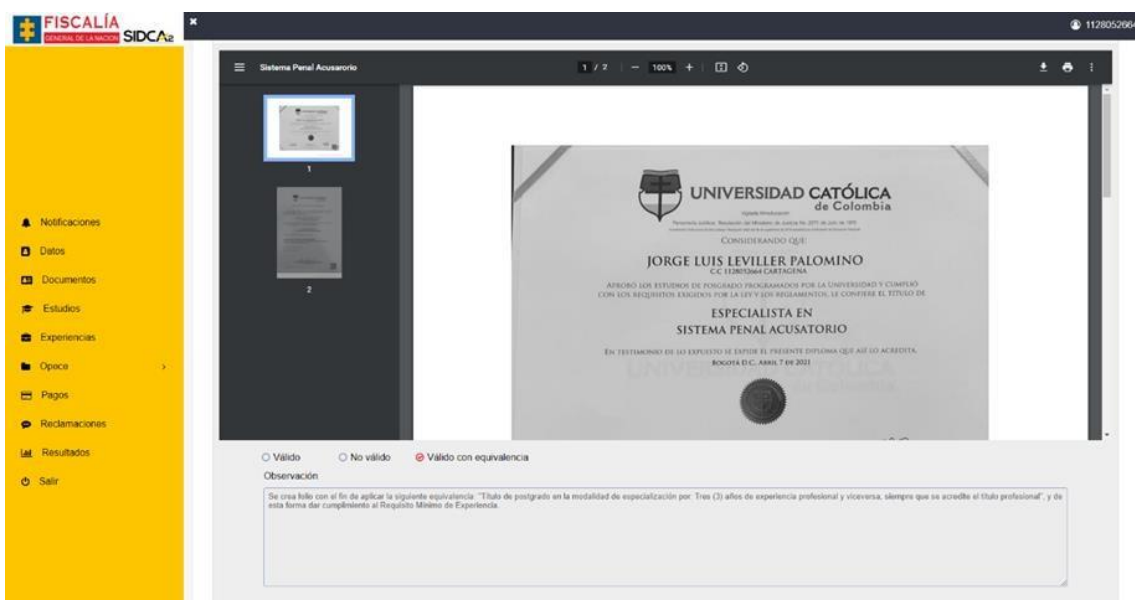 FISCALÍA
GENERAL DE LA NACION
SIDCA2
1128052664
Sistema Penal Acusarorio
1 / 2
100%
1
2
Notificaciones
Datos
Documentos
Estudios
Experiencias
Opece
Pagos
Reclamaciones
Resultados
Salir
UNIVERSIDAD CATÓLICA
de Colombia
Vigilada Mineducación
CONSIDERANDO QUE:
JORGE LUIS LEVILLER PALOMINO
C.C 1128052664 CARTAGENA
APROBÓ LOS ESTUDIOS DE POSGRADO PROGRAMADOS POR LA UNIVERSIDAD Y CUMPLIÓ
CON LOS REQUISITOS EXIGIDOS POR LA LEY Y LOS REGLAMENTOS, LE CONFIERE EL TÍTULO DE
ESPECIALISTA EN
SISTEMA PENAL ACUSATORIO
EN TESTIMONIO DE LO EXPUESTO SE EXPIDE EL PRESENTE DIPLOMA QUE ASÍ LO ACREDITA.
BOGOTÁ D.C. ABRIL 7 DE 2021
Válido
No válido
Válido con equivalencia
Observación
Se crea folio con el fin de aplicar la siguiente equivalencia: "Título de postgrado en la modalidad de especialización por: Tres (3) años de experiencia profesional y viceversa, siempre que se acredite el título profesional", y de
esta forma dar cumplimiento al Requisito Mínimo de Experiencia.